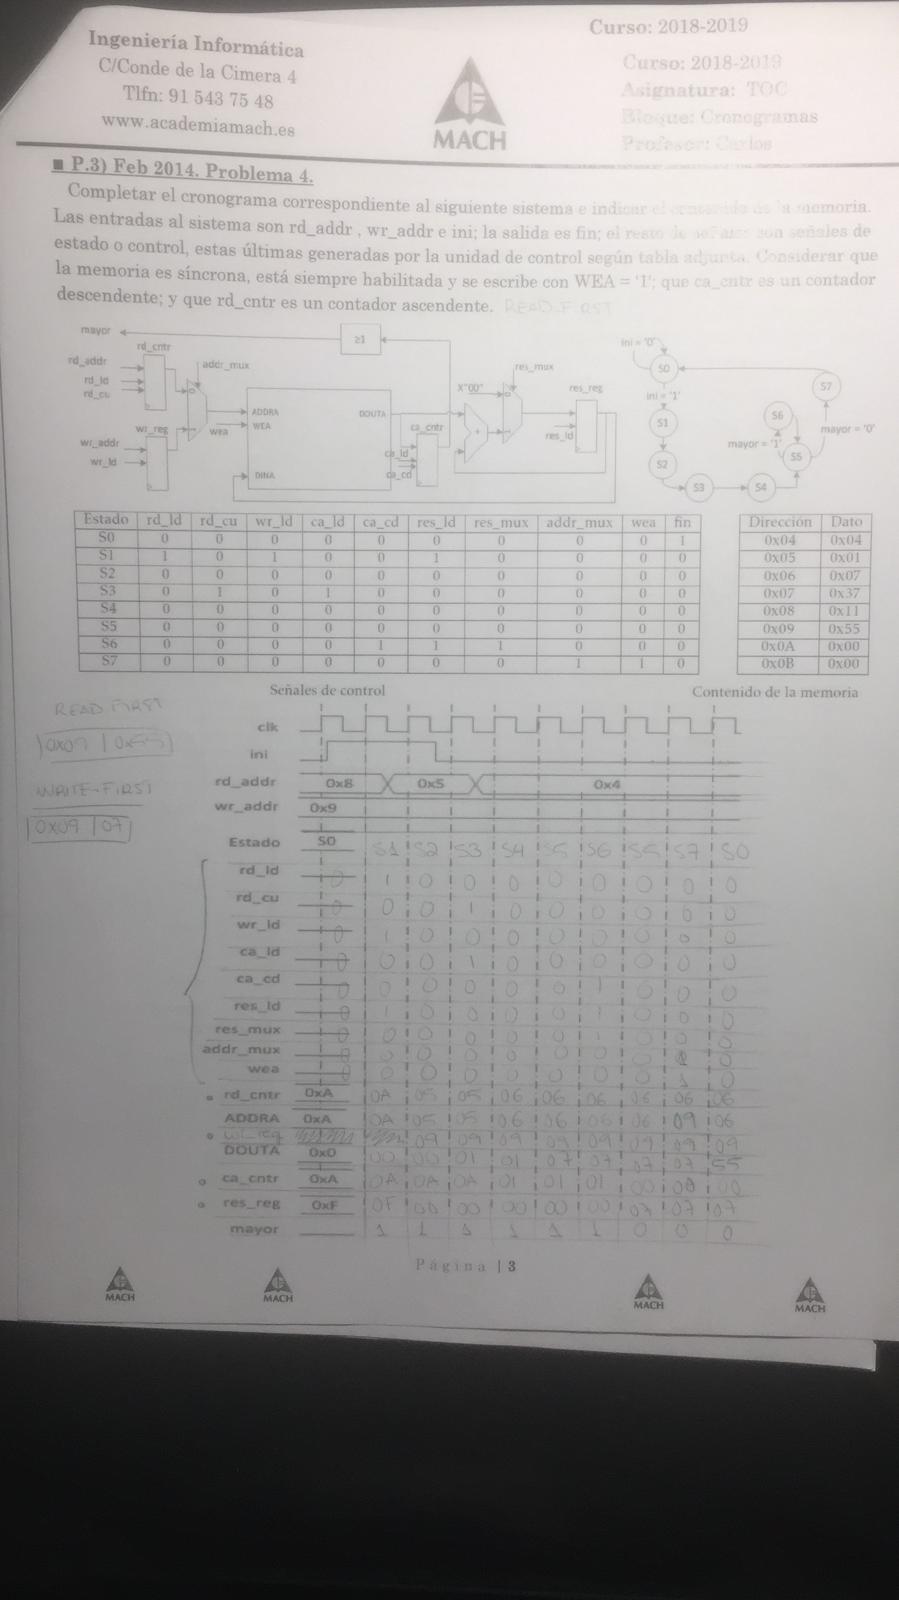 Ingeniería Informática
C/Conde de la Cimera 4
Tlfn: 91 543 75 48
www.academiamach.es
MACH
Curso: 2018-2019
Curso: 2018-2019
Asignatura: TOC
Bloque: Cronogramas
Profesor: Carlos
■ P.3) Feb 2014. Problema 4.
Completar el cronograma correspondiente al siguiente sistema e indicar el contenido de la memoria.
Las entradas al sistema son rd_addr , wr_addr e ini; la salida es fin; el resto de señales son señales de
estado o control, estas últimas generadas por la unidad de control según tabla adjunta. Considerar que
la memoria es síncrona, está siempre habilitada y se escribe con WEA = '1'; que ca_cntr es un contador
descendente; y que rd_cntr es un contador ascendente. READ-FIRST
mayor
≥1
rd_cntr
rd_addr
rd_ld
rd_cu
addr_mux
wr_reg
wr_addr
wr_ld
wea
ADDRA
WEA
DINA
DOUTA
ca_cntr
ca_ld
ca_cd
X"00"
+
res_mux
res_reg
res_ld
ini = '0'
S0
ini = '1'
S1
S2
S3
S4
S5
S6
S7
mayor = '1'
mayor = '0'
Estado rd_ld rd_cu wr_ld ca_ld ca_cd res_ld res_mux addr_mux wea fin
S0 0 0 0 0 0 0 0 0 0 1
S1 1 0 1 0 0 1 0 0 0 0
S2 0 0 0 0 0 0 0 0 0 0
S3 0 1 0 1 0 0 0 0 0 0
S4 0 0 0 0 0 0 0 0 0 0
S5 0 0 0 0 0 0 0 0 0 0
S6 0 0 0 0 1 1 1 0 0 0
S7 0 0 0 0 0 0 0 1 1 0
Señales de control
Dirección Dato
0x04 0x04
0x05 0x01
0x06 0x07
0x07 0x37
0x08 0x11
0x09 0x55
0x0A 0x00
0x0B 0x00
Contenido de la memoria
READ FIRST
0x09 | 0x55
WRITE-FIRST
0x09 | 07
clk
ini
rd_addr 0x8 0x5 0x4
wr_addr 0x9
Estado S0 S1 S2 S3 S4 S5 S6 S5 S7 S0
rd_ld 0 1 0 0 0 0 0 0 0 0
rd_cu 0 0 0 1 0 0 0 0 0 0
wr_ld 0 1 0 0 0 0 0 0 0 0
ca_ld 0 0 0 1 0 0 0 0 0 0
ca_cd 0 0 0 0 0 0 1 0 0 0
res_ld 0 1 0 0 0 0 1 0 0 0
res_mux 0 0 0 0 0 0 1 0 0 0
addr_mux 0 0 0 0 0 0 0 0 1 0
wea 0 0 0 0 0 0 0 0 1 0
rd_cntr 0xA 0A 05 05 06 06 06 06 06 06
ADDRA 0xA 0A 05 05 06 06 06 06 09 06
wr_reg 09 09 09 09 09 09 09 09
DOUTA 0x0 00 00 01 01 07 07 07 07 55
ca_cntr 0xA 0A 0A 0A 01 01 01 00 00 00
res_reg 0xF 0F 00 00 00 00 00 07 07 07
mayor 1 1 1 1 1 1 0 0 0
Página | 3
MACH
MACH
MACH
MACH